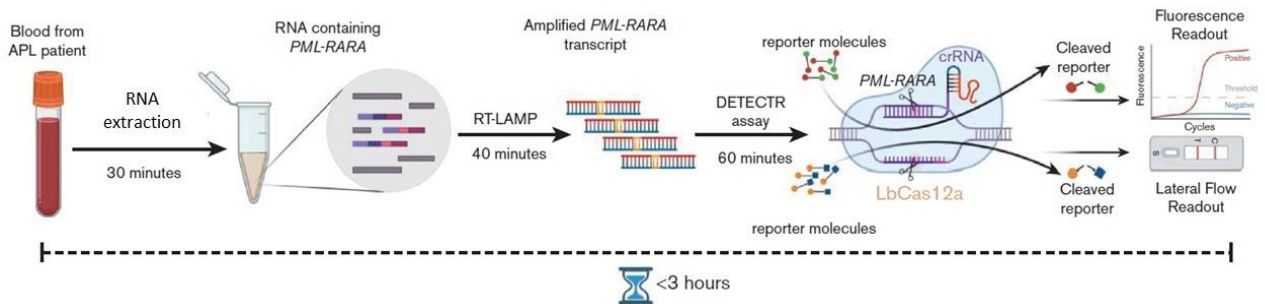 Blood from
APL patient
RNA
extraction
30 minutes
RNA containing
PML-RARA
RT-LAMP
40 minutes
Amplified PML-RARA
transcript
DETECTR
assay
60 minutes
reporter molecules
reporter molecules
crRNA
PML-RARA
LbCas12a
Cleaved
reporter
Cleaved
reporter
Fluorescence
Readout
Fluorescence
Positive
Threshold
Negative
Cycles
S
T
C
Lateral Flow
Readout
<3 hours